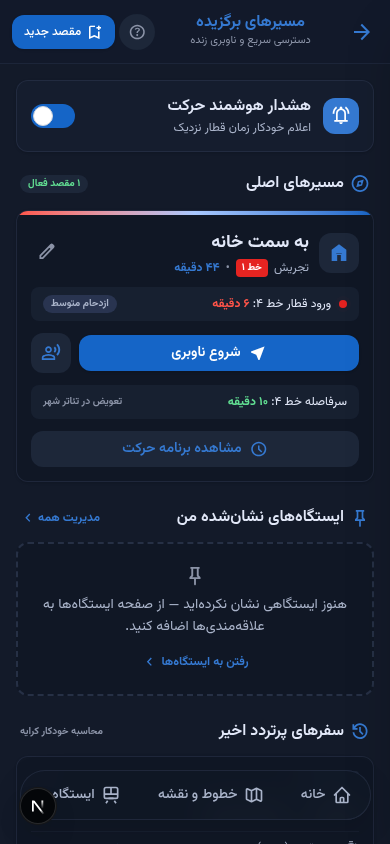 مسیرهای برگزیده
دسترسی سریع و ناوبری زنده
مقصد جدید
هشدار هوشمند حرکت
اعلام خودکار زمان قطار نزدیک
مسیرهای اصلی
۱ مقصد فعال
به سمت خانه
تجریش خط ۱ • ۴۴ دقیقه
ورود قطار خط ۴: ۶ دقیقه
ازدحام متوسط
شروع ناوبری
سرفاصله خط ۴: ۱۰ دقیقه
تعویض در تئاتر شهر
مشاهده برنامه حرکت
ایستگاه‌های نشان‌شده من
مدیریت همه
هنوز ایستگاهی نشان نکرده‌اید — از صفحه ایستگاه‌ها به
علاقه‌مندی‌ها اضافه کنید.
رفتن به ایستگاه‌ها
سفرهای پرتردد اخیر
محاسبه خودکار کرایه
خانه
خطوط و نقشه
ایستگاه
N